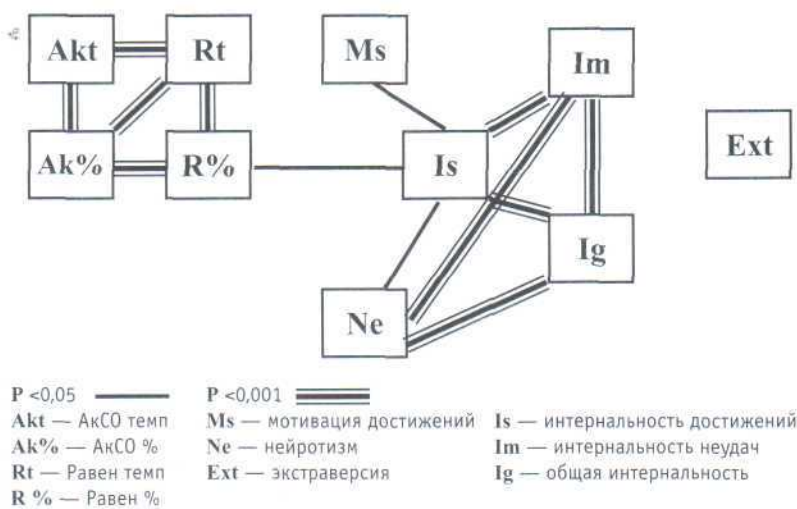 Akt Rt Ms Im
Ext
Ak% R% Is
Ig
Ne
P <0,05 P <0,001
Akt — АкСО темп Ms — мотивация достижений Is — интернальность достижений
Ak% — АкСО % Ne — нейротизм Im — интернальность неудач
Rt — Равен темп Ext — экстраверсия Ig — общая интернальность
R % — Равен %